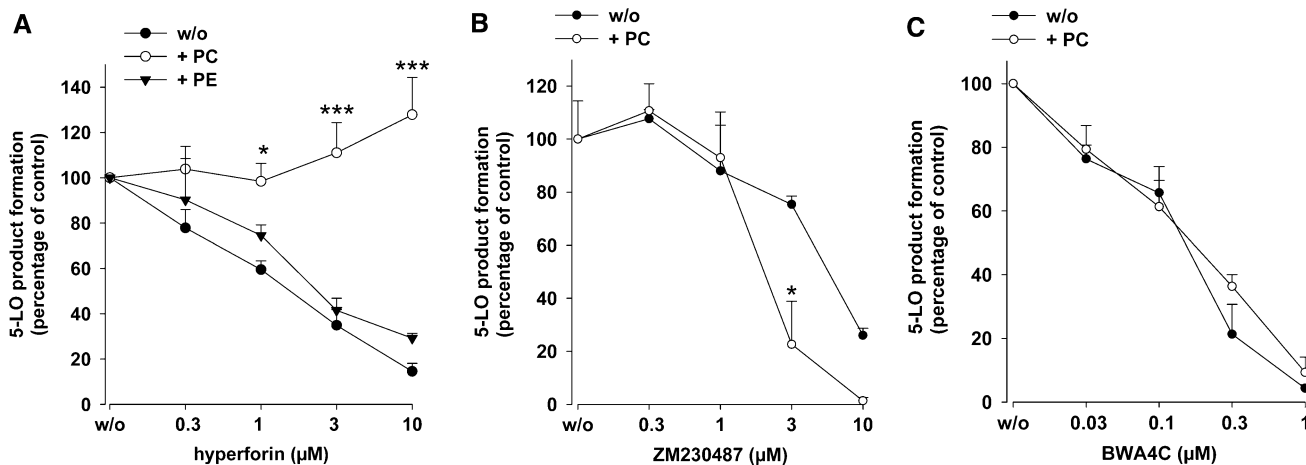 A
w/o
+ PC
+ PE
5-LO product formation
(percentage of control)
140
120
100
80
60
40
20
0
*
***
***
w/o 0.3 1 3 10
hyperforin (µM)
B
w/o
+ PC
5-LO product formation
(percentage of control)
120
100
80
60
40
20
0
*
w/o 0.3 1 3 10
ZM230487 (µM)
C
w/o
+ PC
5-LO product formation
(percentage of control)
100
80
60
40
20
0
w/o 0.03 0.1 0.3 1
BWA4C (µM)